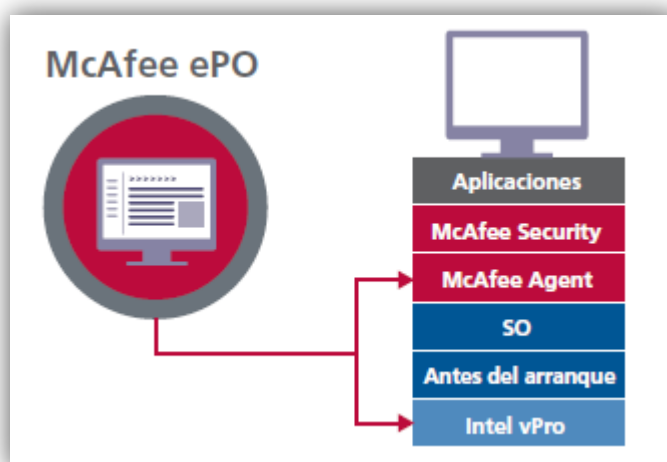 McAfee ePO
>>>>>>>
Aplicaciones
McAfee Security
McAfee Agent
SO
Antes del arranque
Intel vPro